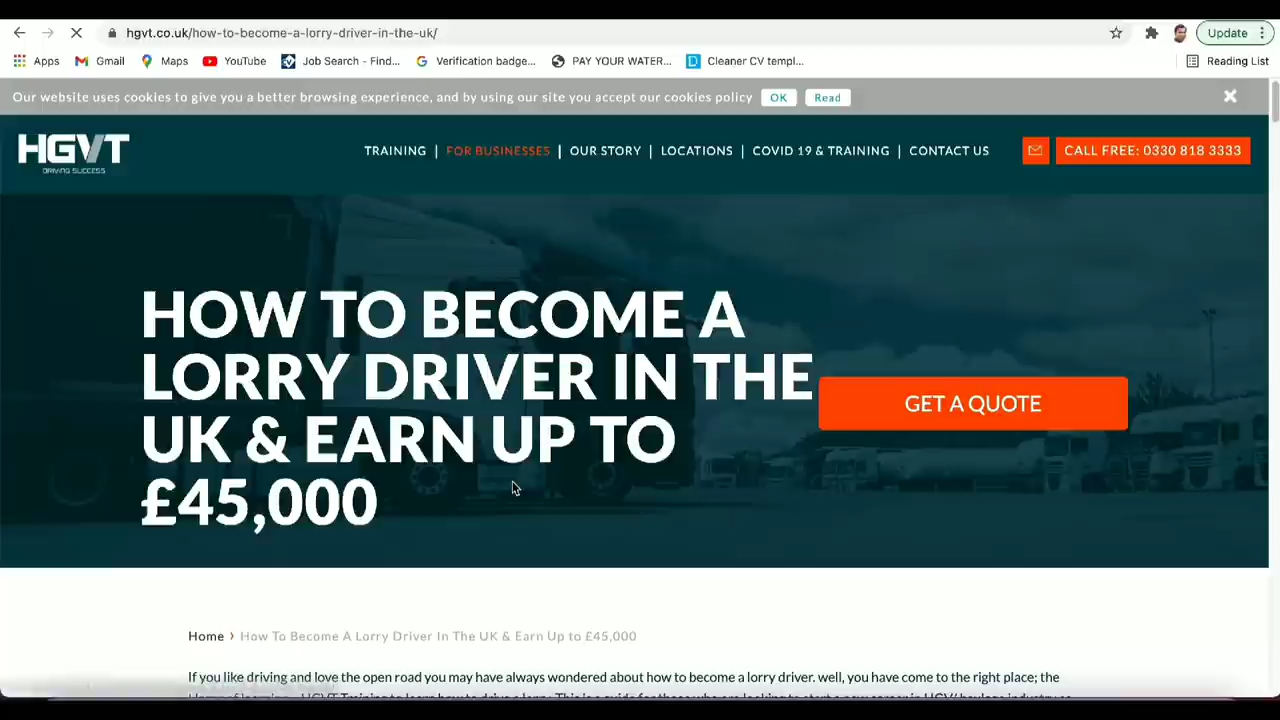 hgvt.co.uk/how-to-become-a-lorry-driver-in-the-uk/
Update
Apps Gmail Maps YouTube Job Search - Find... Verification badge... PAY YOUR WATER... Cleaner CV templ... Reading List
Our website uses cookies to give you a better browsing experience, and by using our site you accept our cookies policy OK Read
HGVT
DRIVING SUCCESS
TRAINING | FOR BUSINESSES | OUR STORY | LOCATIONS | COVID 19 & TRAINING | CONTACT US
CALL FREE: 0330 818 3333
HOW TO BECOME A
LORRY DRIVER IN THE
UK & EARN UP TO
£45,000
GET A QUOTE
Home › How To Become A Lorry Driver In The UK & Earn Up to £45,000
If you like driving and love the open road you may have always wondered about how to become a lorry driver. well, you have come to the right place; the